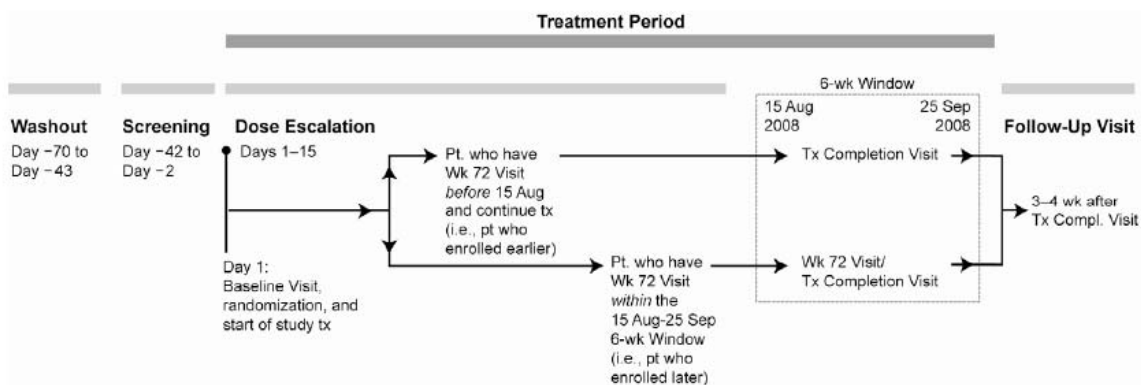 Treatment Period
6-wk Window
15 Aug
2008
25 Sep
2008
Washout
Day −70 to
Day −43
Screening
Day −42 to
Day −2
Dose Escalation
Days 1–15
Follow-Up Visit
Pt. who have
Wk 72 Visit
before 15 Aug
and continue tx
(i.e., pt who
enrolled earlier)
Tx Completion Visit
3–4 wk after
Tx Compl. Visit
Day 1:
Baseline Visit,
randomization, and
start of study tx
Pt. who have
Wk 72 Visit
within the
15 Aug-25 Sep
6-wk Window
(i.e., pt who
enrolled later)
Wk 72 Visit/
Tx Completion Visit